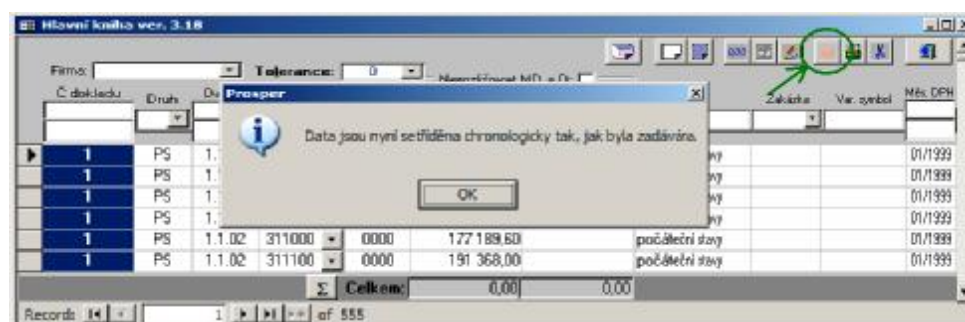 Hlavní kniha ver. 3.18
Firma: Tolerance: 0
Č dokladu Druh Zakázka Var. symbol Měs. DPH
Prosper
Data jsou nyní setříděna chronologicky tak, jak byla zadávána.
OK
1 PS 01/1999
1 PS 01/1999
1 PS 01/1999
1 PS 01/1999
1 PS 1.1.02 311000 0000 177 189,60 počáteční stavy 01/1999
1 PS 1.1.02 311100 0000 191 368,00 počáteční stavy 01/1999
Σ Celkem: 0,00 0,00
Record: 1 of 555